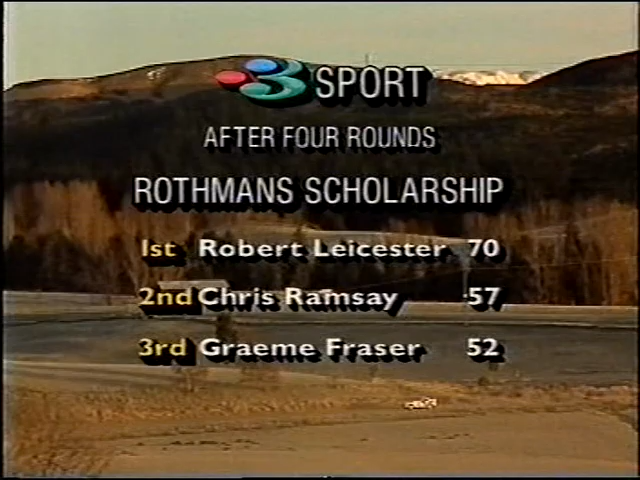 3 SPORT
AFTER FOUR ROUNDS
ROTHMANS SCHOLARSHIP
1st Robert Leicester 70
2nd Chris Ramsay 57
3rd Graeme Fraser 52